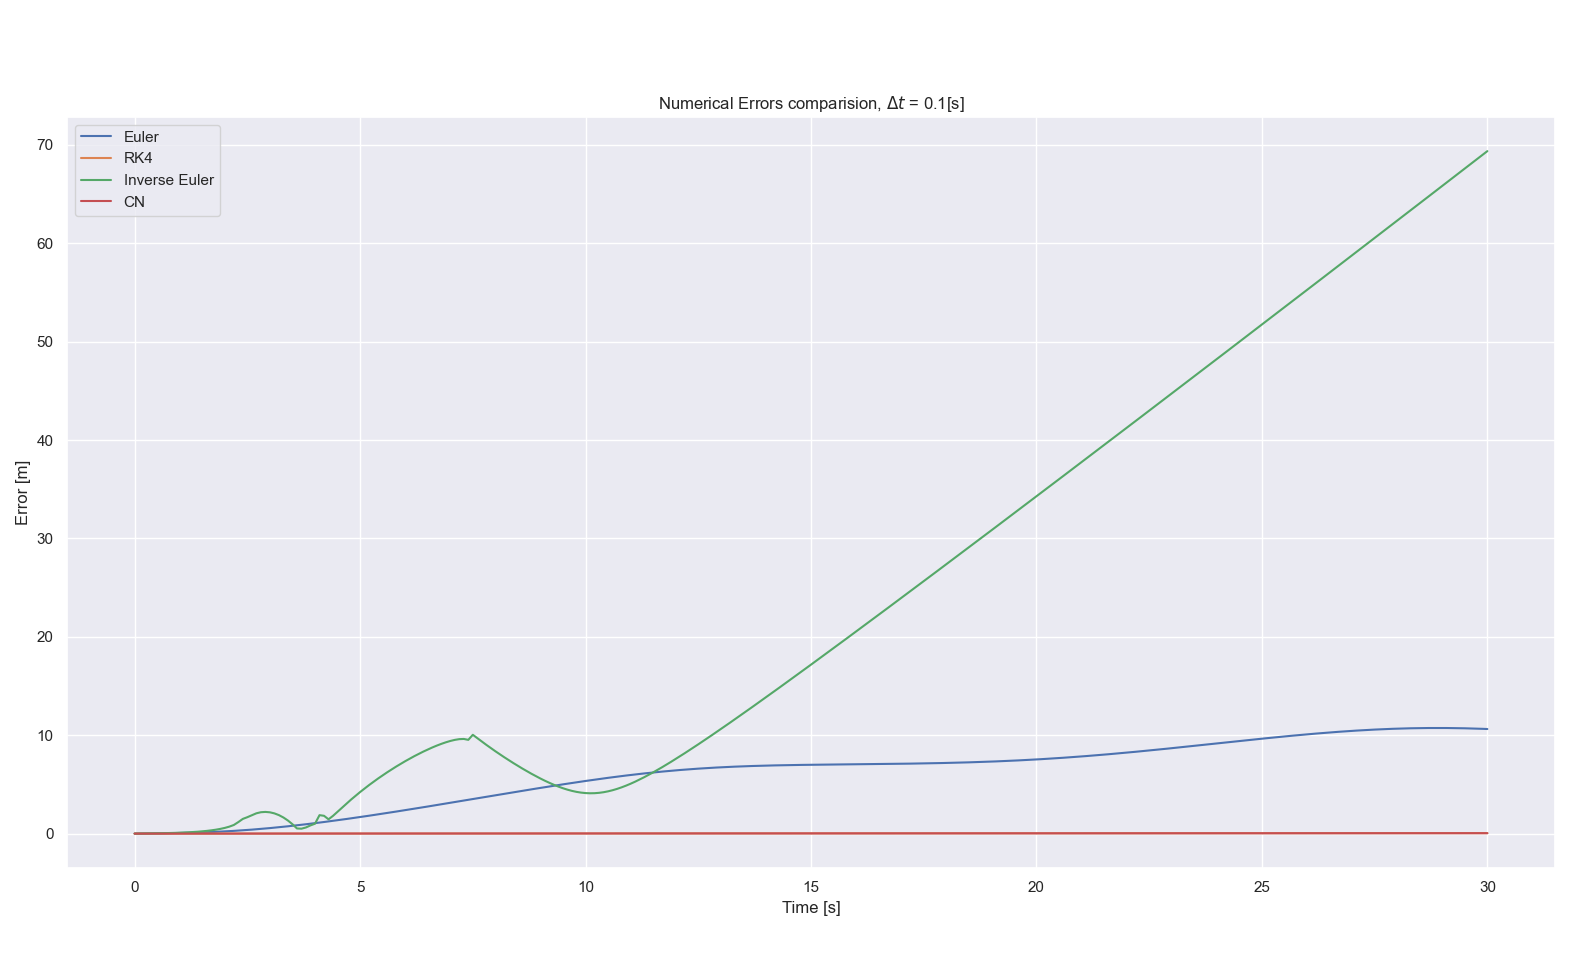 Numerical Errors comparision, Δt = 0.1[s]
Euler
RK4
Inverse Euler
CN
70
60
50
40
30
20
10
0
Error [m]
0 5 10 15 20 25 30
Time [s]